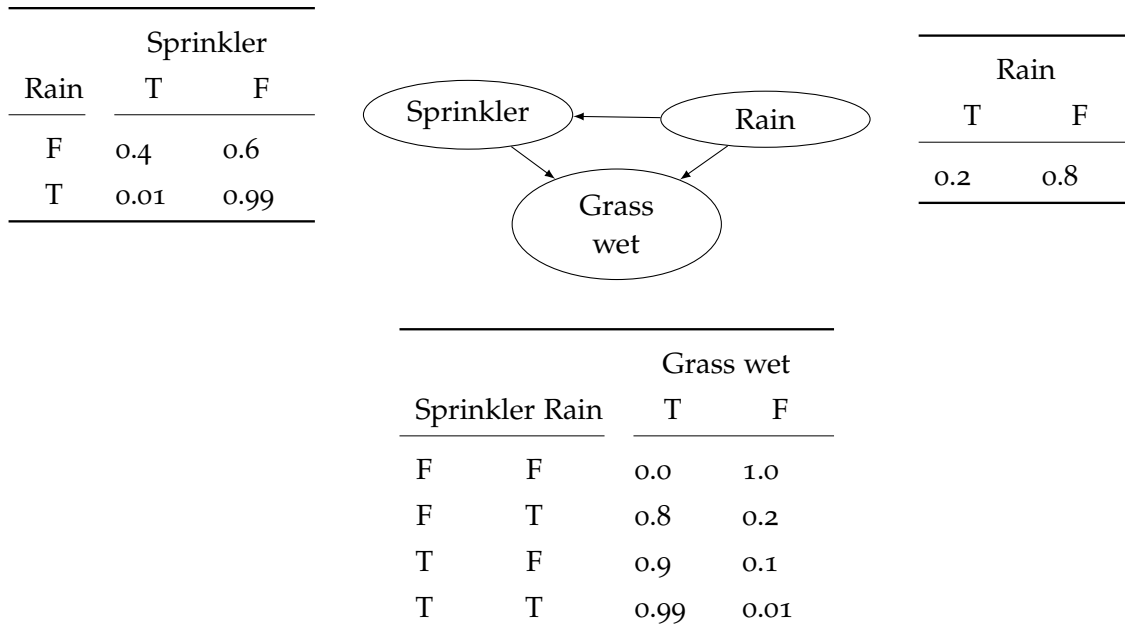 Sprinkler
Rain T F
F 0.4 0.6
T 0.01 0.99
Sprinkler
Rain
Grass
wet
Rain
T F
0.2 0.8
Grass wet
Sprinkler Rain T F
F F 0.0 1.0
F T 0.8 0.2
T F 0.9 0.1
T T 0.99 0.01